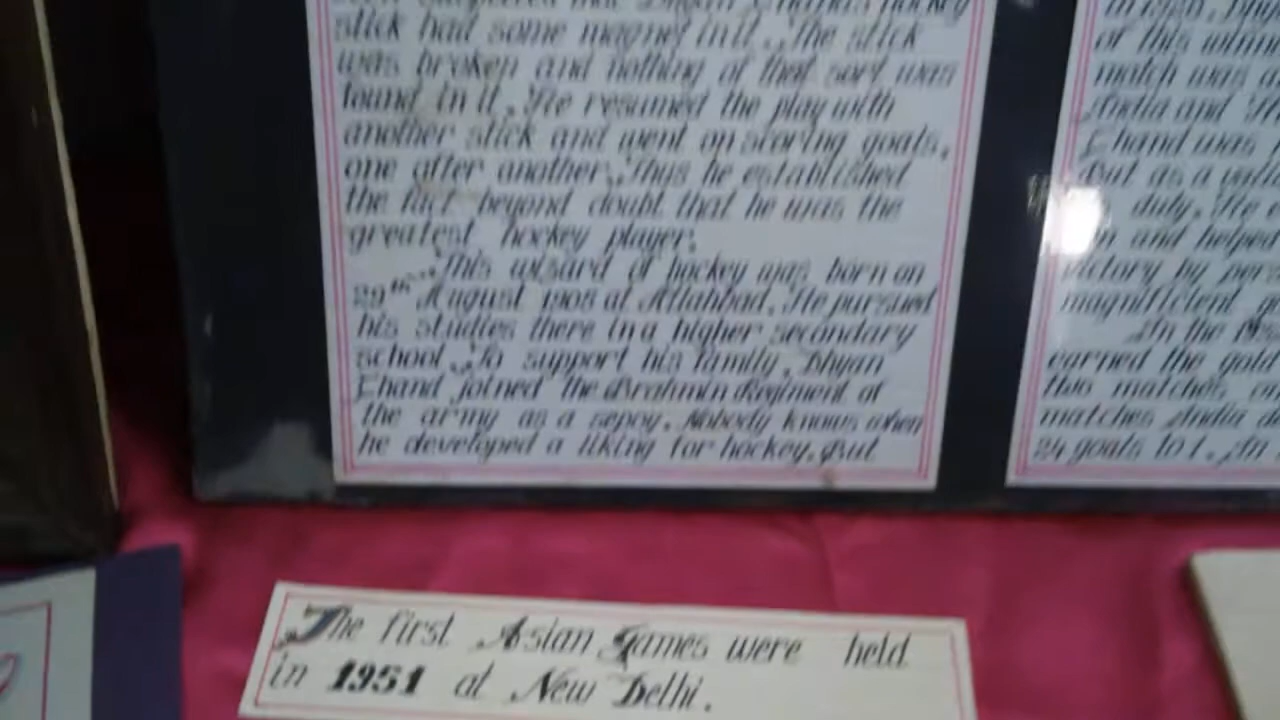 stick had some magnet in it. The stick
was broken and nothing of that sort was
found in it. He resumed the play with
another stick and went on scoring goals,
one after another. Thus he established
the fact beyond doubt that he was the
greatest hockey player.
This wizard of hockey was born on
29th August 1905 at Allahbad. He pursued
his studies there in a higher secondary
school. To support his family, Dhyan
Chand joined the Brahmin Regiment of
the army as a sepoy. Nobody knows when
he developed a liking for hockey. But
of this winn
match was
India and
Chand was
But as a
duty. He
and helped
victory by pers
magnifficient g
In the
earned the gold
two matches
matches India
24 goals to 1. In
The first Asian Games were held
in 1951 at New Delhi.